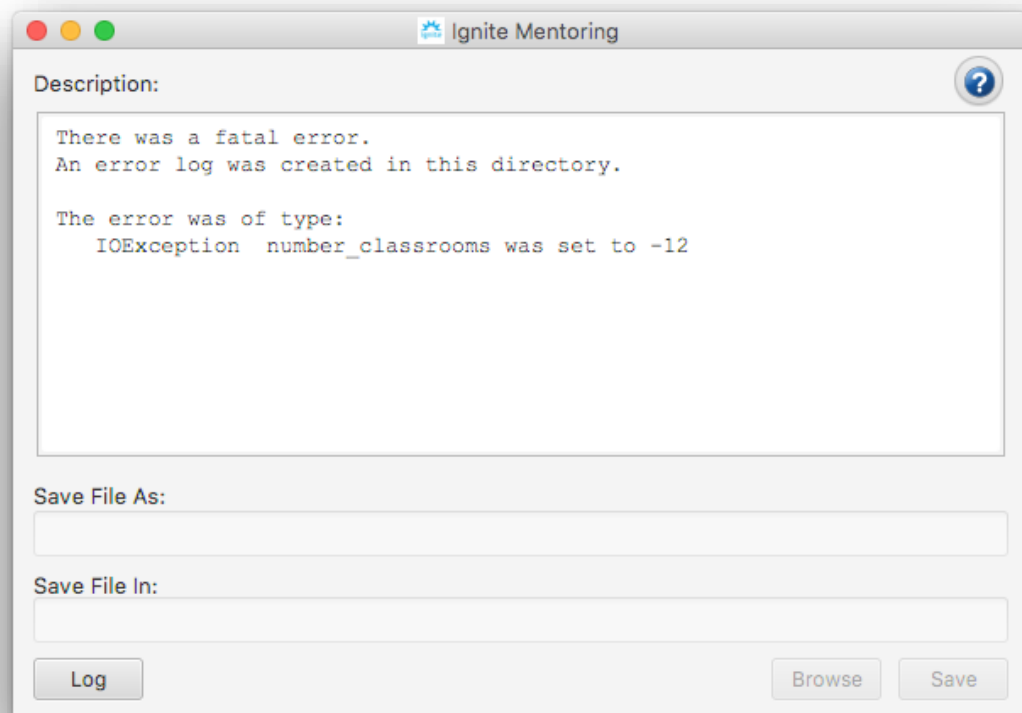 Ignite Mentoring
Description:
There was a fatal error.
An error log was created in this directory.
The error was of type:
IOException  number_classrooms was set to -12
Save File As:
Save File In:
Log
Browse
Save